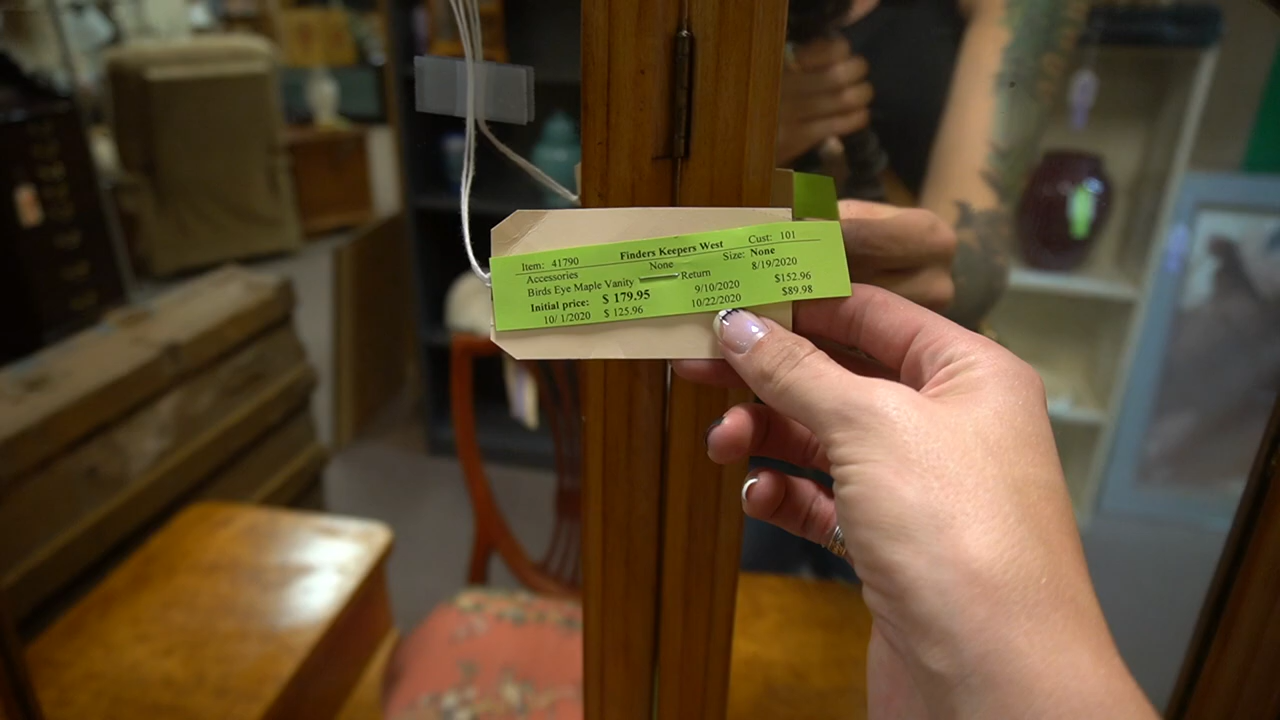 Item: 41790 Finders Keepers West Cust: 101
Accessories None Size: None
Birds Eye Maple Vanity Return 8/19/2020
Initial price: $ 179.95 9/10/2020 $152.96
10/ 1/2020 $ 125.96 10/22/2020 $89.98